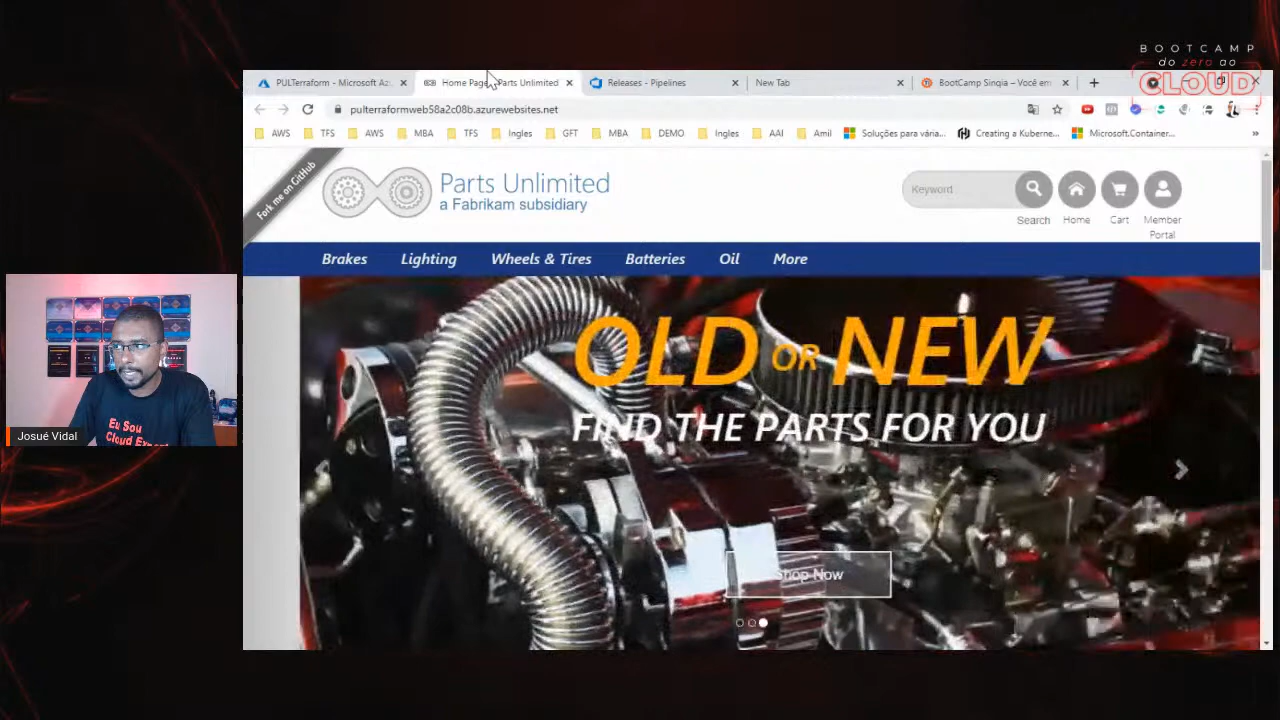 BOOTCAMP
do zero ao
CLOUD
PULTerraform - Microsoft Az
Home Page - Parts Unlimited
Releases - Pipelines
New Tab
BootCamp Sinqia – Você em
pulterraformweb58a2c08b.azurewebsites.net
AWS
TFS
AWS
MBA
TFS
Ingles
GFT
MBA
DEMO
Ingles
AAI
Amil
Soluções para vária...
Creating a Kuberne...
Microsoft.Container...
»
Fork me on GitHub
Parts Unlimited
a Fabrikam subsidiary
Keyword
Search
Home
Cart
Member
Portal
Brakes
Lighting
Wheels & Tires
Batteries
Oil
More
OLD OR NEW
FIND THE PARTS FOR YOU
Shop Now
Eu Sou
Cloud Expert
Josué Vidal